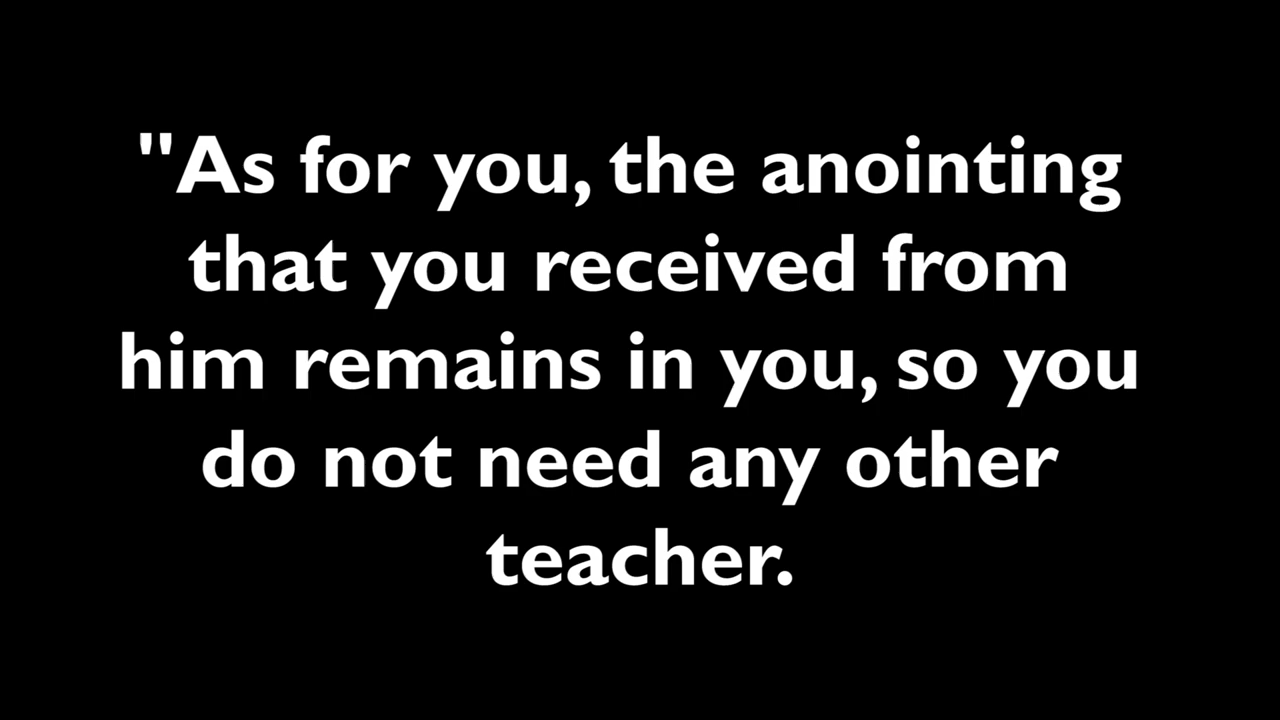 "As for you, the anointing
that you received from
him remains in you, so you
do not need any other
teacher.